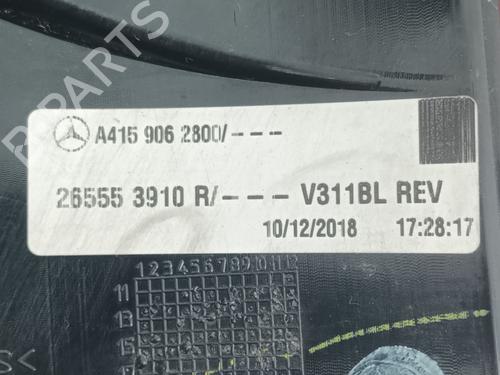 B-PARTS
A415 906 2800/---
26555 3910 R/--- V311BL REV
10/12/2018 17:28:17
1 2 3 4 5 6 7 8 9 10 11 12
11
13
15
S<